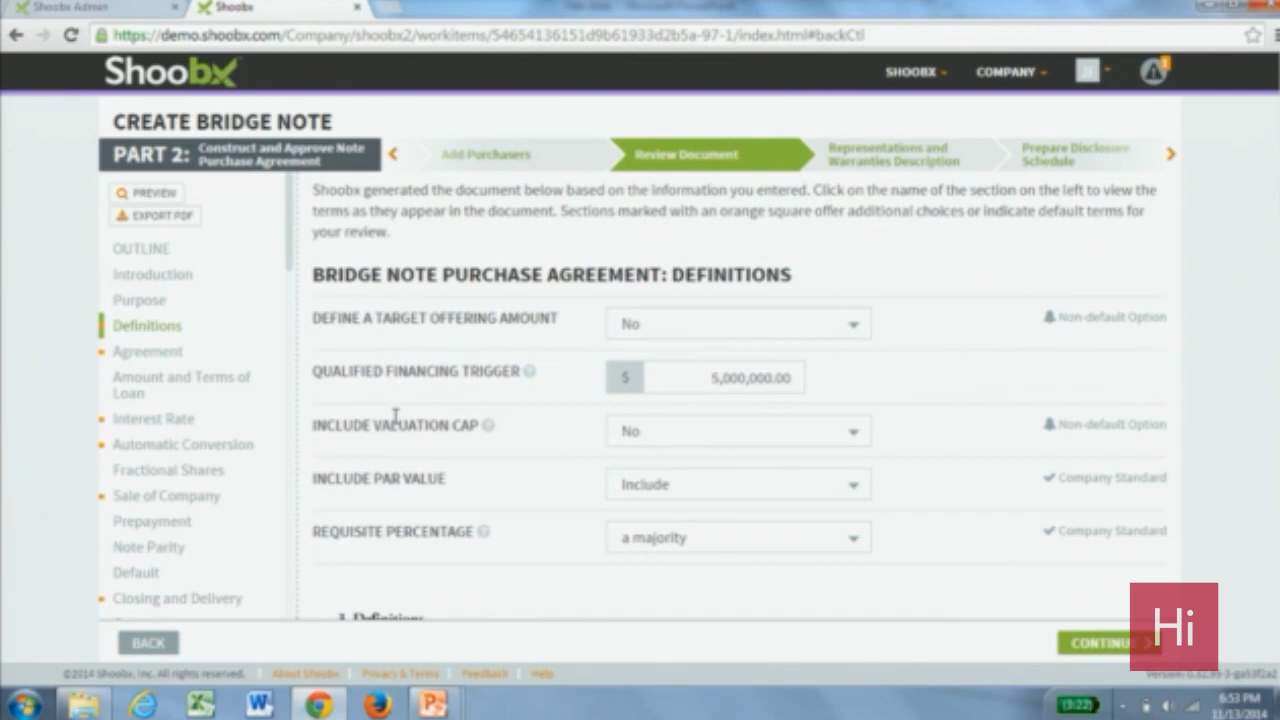 Shoobx Admin
Shoobx
https://demo.shoobx.com/Company/shoobx2/workitems/54654136151d9b61933d2b5a-97-1/index.html#backCtl
Shoobx
SHOOBX
COMPANY
1
CREATE BRIDGE NOTE
PART 2: Construct and Approve Note
Purchase Agreement
Add Purchasers
Review Document
Representations and
Warranties Description
Prepare Disclosure
Schedule
PREVIEW
EXPORT PDF
OUTLINE
Introduction
Purpose
Definitions
Agreement
Amount and Terms of
Loan
Interest Rate
Automatic Conversion
Fractional Shares
Sale of Company
Prepayment
Note Parity
Default
Closing and Delivery
Shoobx generated the document below based on the information you entered. Click on the name of the section on the left to view the
terms as they appear in the document. Sections marked with an orange square offer additional choices or indicate default terms for
your review.
BRIDGE NOTE PURCHASE AGREEMENT: DEFINITIONS
DEFINE A TARGET OFFERING AMOUNT
No
Non-default Option
QUALIFIED FINANCING TRIGGER
$ 5,000,000.00
INCLUDE VALUATION CAP
No
Non-default Option
INCLUDE PAR VALUE
Include
Company Standard
REQUISITE PERCENTAGE
a majority
Company Standard
1. Definitions
BACK
CONTINUE
Hi
©2014 Shoobx, Inc. All rights reserved. | About Shoobx | Privacy & Terms | Feedback | Help
(3:22)
6:53 PM
11/13/2014